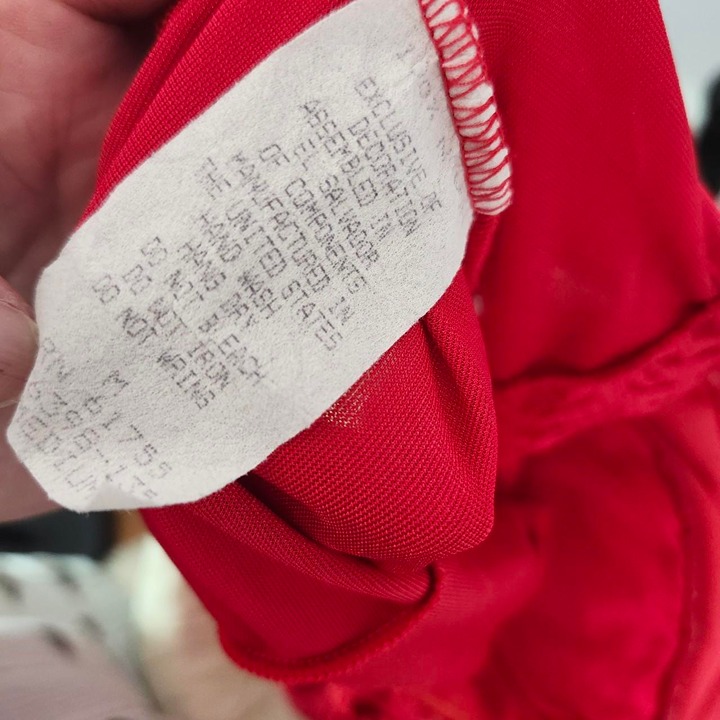 EXCLUSIVE OF
DECORATION
ASSEMBLED IN
EL SALVADOR
OF COMPONENTS
MANUFACTURED IN
THE UNITED STATES
HAND WASH
HANG DRY
DO NOT BLEACH
DO NOT IRON
DO NOT WRING
M
RN 61755
MEDIUM